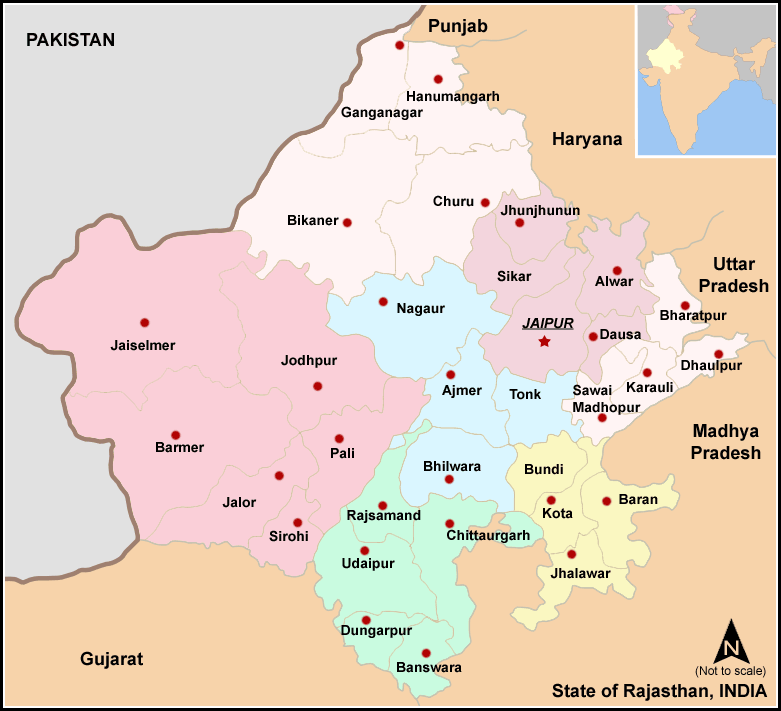 Punjab
PAKISTAN
Hanumangarh
Ganganagar
Haryana
Churu
Jhunjhunun
Bikaner
Uttar
Pradesh
Sikar
Alwar
Nagaur
Bharatpur
JAIPUR
Dausa
Jaiselmer
Jodhpur
Dhaulpur
Ajmer
Tonk
Sawai
Madhopur
Karauli
Madhya
Pradesh
Barmer
Pali
Bhilwara
Bundi
Baran
Jalor
Rajsamand
Kota
Sirohi
Chittaurgarh
Udaipur
Jhalawar
Dungarpur
Gujarat
Banswara
N
(Not to scale)
State of Rajasthan, INDIA